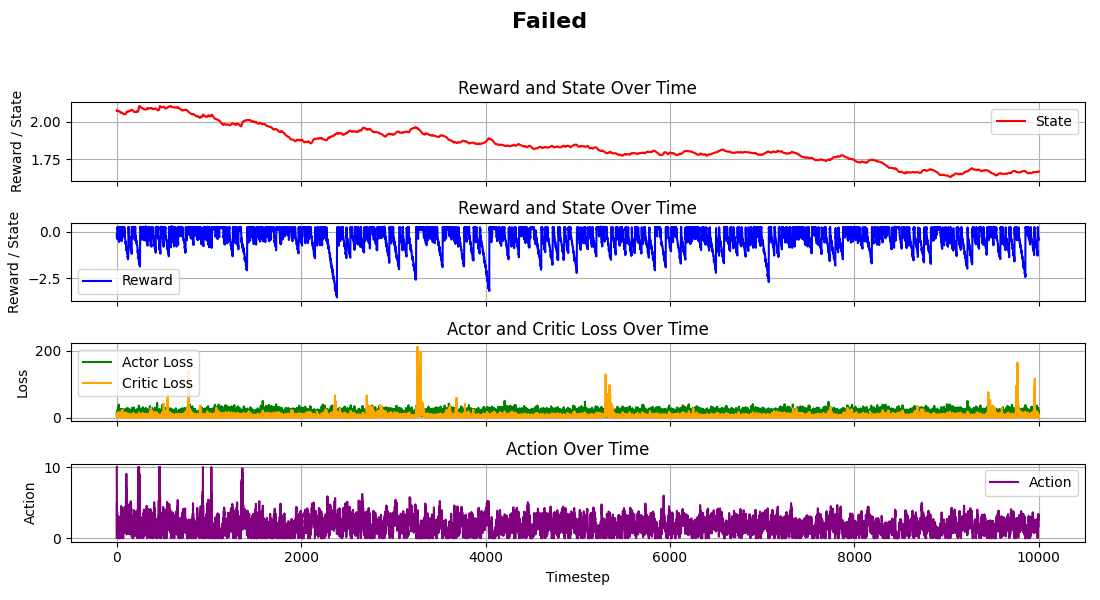 Failed
Reward and State Over Time
Reward / State
2.00
1.75
State
Reward and State Over Time
Reward / State
0.0
−2.5
Reward
Actor and Critic Loss Over Time
Loss
200
0
Actor Loss
Critic Loss
Action Over Time
Action
10
0
Action
0 2000 4000 6000 8000 10000
Timestep